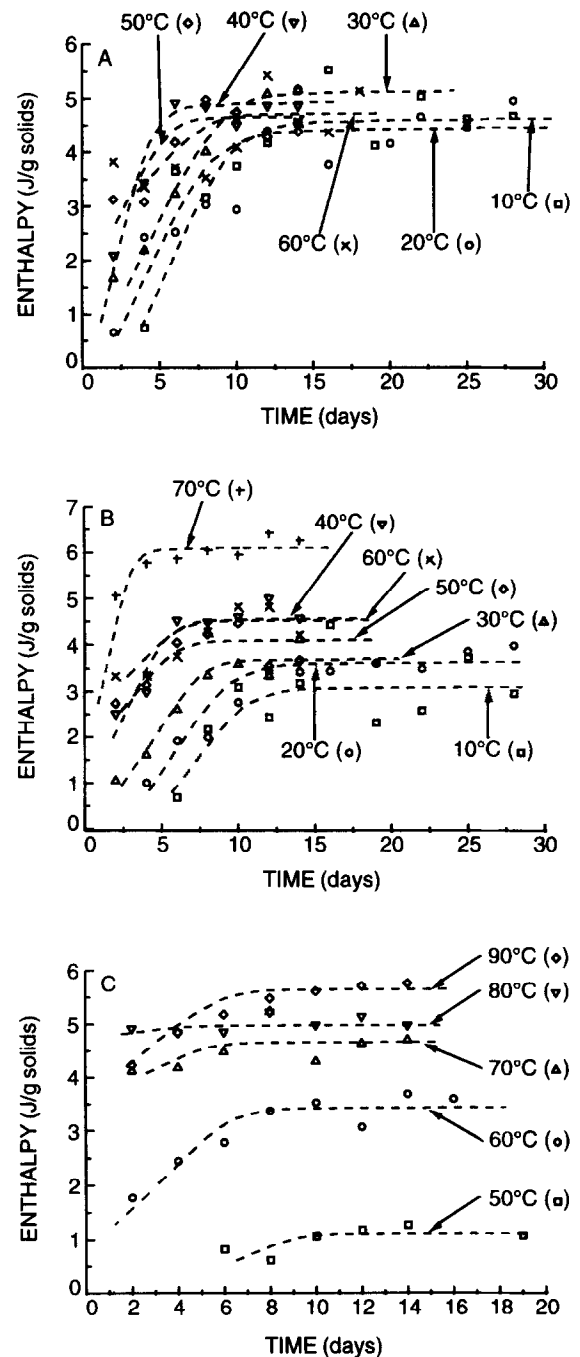 A
50°C (◇)
40°C (▽)
30°C (△)
ENTHALPY (J/g solids)
6
5
4
3
2
1
0
60°C (×)
20°C (○)
10°C (□)
0 5 10 15 20 25 30
TIME (days)
B
70°C (+)
40°C (▽)
60°C (×)
50°C (◇)
30°C (△)
ENTHALPY (J/g solids)
7
6
5
4
3
2
1
0
20°C (○)
10°C (□)
0 5 10 15 20 25 30
TIME (days)
C
90°C (◇)
80°C (▽)
70°C (△)
60°C (○)
50°C (□)
ENTHALPY (J/g solids)
6
5
4
3
2
1
0
0 2 4 6 8 10 12 14 16 18 20
TIME (days)